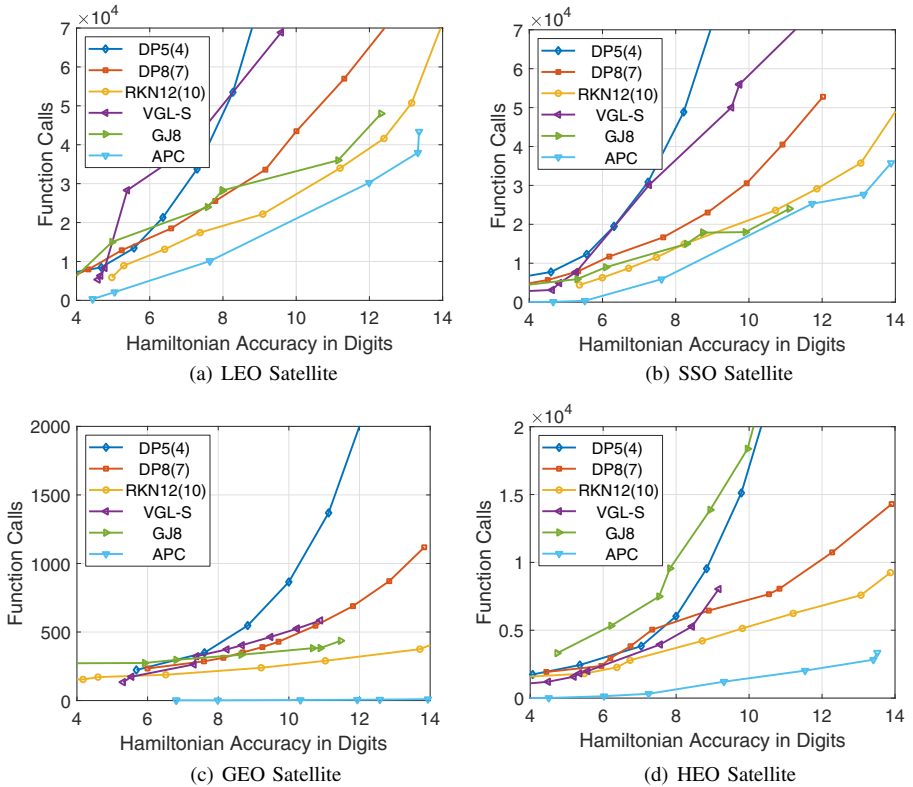 ×10⁴
7
6
5
4
3
2
1
0
Function Calls
DP5(4)
DP8(7)
RKN12(10)
VGL-S
GJ8
APC
4 6 8 10 12 14
Hamiltonian Accuracy in Digits
(a) LEO Satellite
×10⁴
7
6
5
4
3
2
1
0
Function Calls
DP5(4)
DP8(7)
RKN12(10)
VGL-S
GJ8
APC
4 6 8 10 12 14
Hamiltonian Accuracy in Digits
(b) SSO Satellite
2000
1500
1000
500
0
Function Calls
DP5(4)
DP8(7)
RKN12(10)
VGL-S
GJ8
APC
4 6 8 10 12 14
Hamiltonian Accuracy in Digits
(c) GEO Satellite
×10⁴
2
1.5
1
0.5
0
Function Calls
DP5(4)
DP8(7)
RKN12(10)
VGL-S
GJ8
APC
4 6 8 10 12 14
Hamiltonian Accuracy in Digits
(d) HEO Satellite